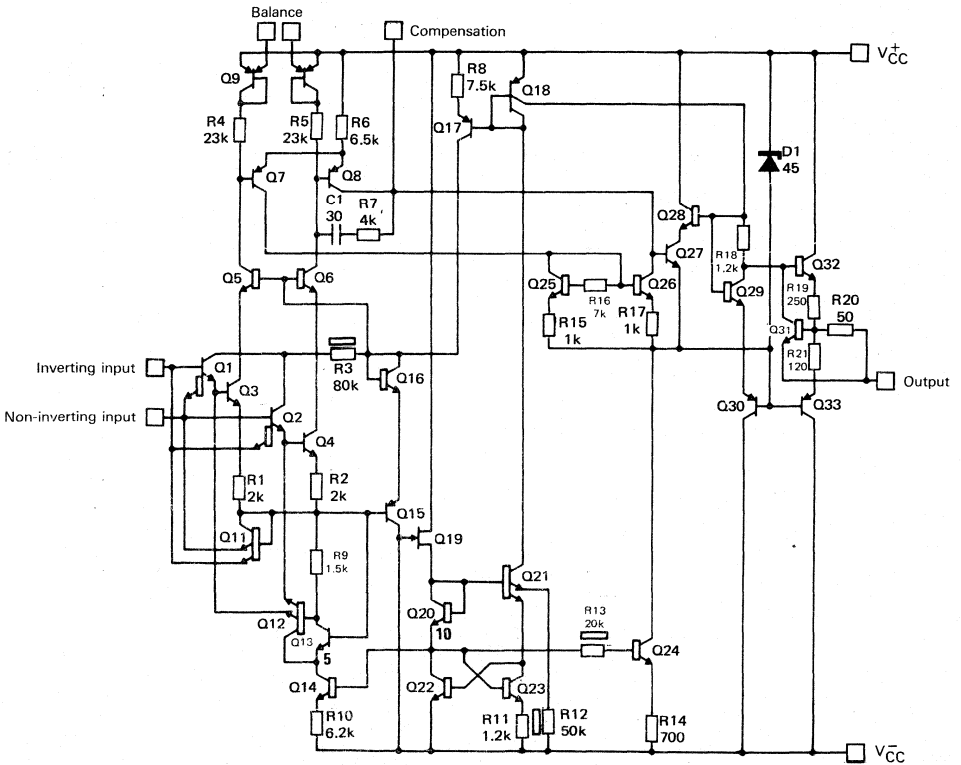 Balance
Compensation
V+CC
Q9
R8
7.5k
Q18
R4
23k
R5
23k
R6
6.5k
Q17
D1
45
Q7
Q8
C1
30
R7
4k
Q28
Q27
R18
1.2k
Q32
Q5
Q6
Q25
R16
7k
Q26
Q29
R19
250
R20
50
R15
1k
R17
1k
Q31
R21
120
Inverting input
Q1
R3
80k
Q16
Output
Q3
Non-inverting input
Q2
Q4
Q30
Q33
R1
2k
R2
2k
Q15
Q11
Q19
R9
1.5k
Q21
Q12
Q13
5
Q20
10
R13
20k
Q24
Q14
Q22
Q23
R10
6.2k
R11
1.2k
R12
50k
R14
700
V-CC